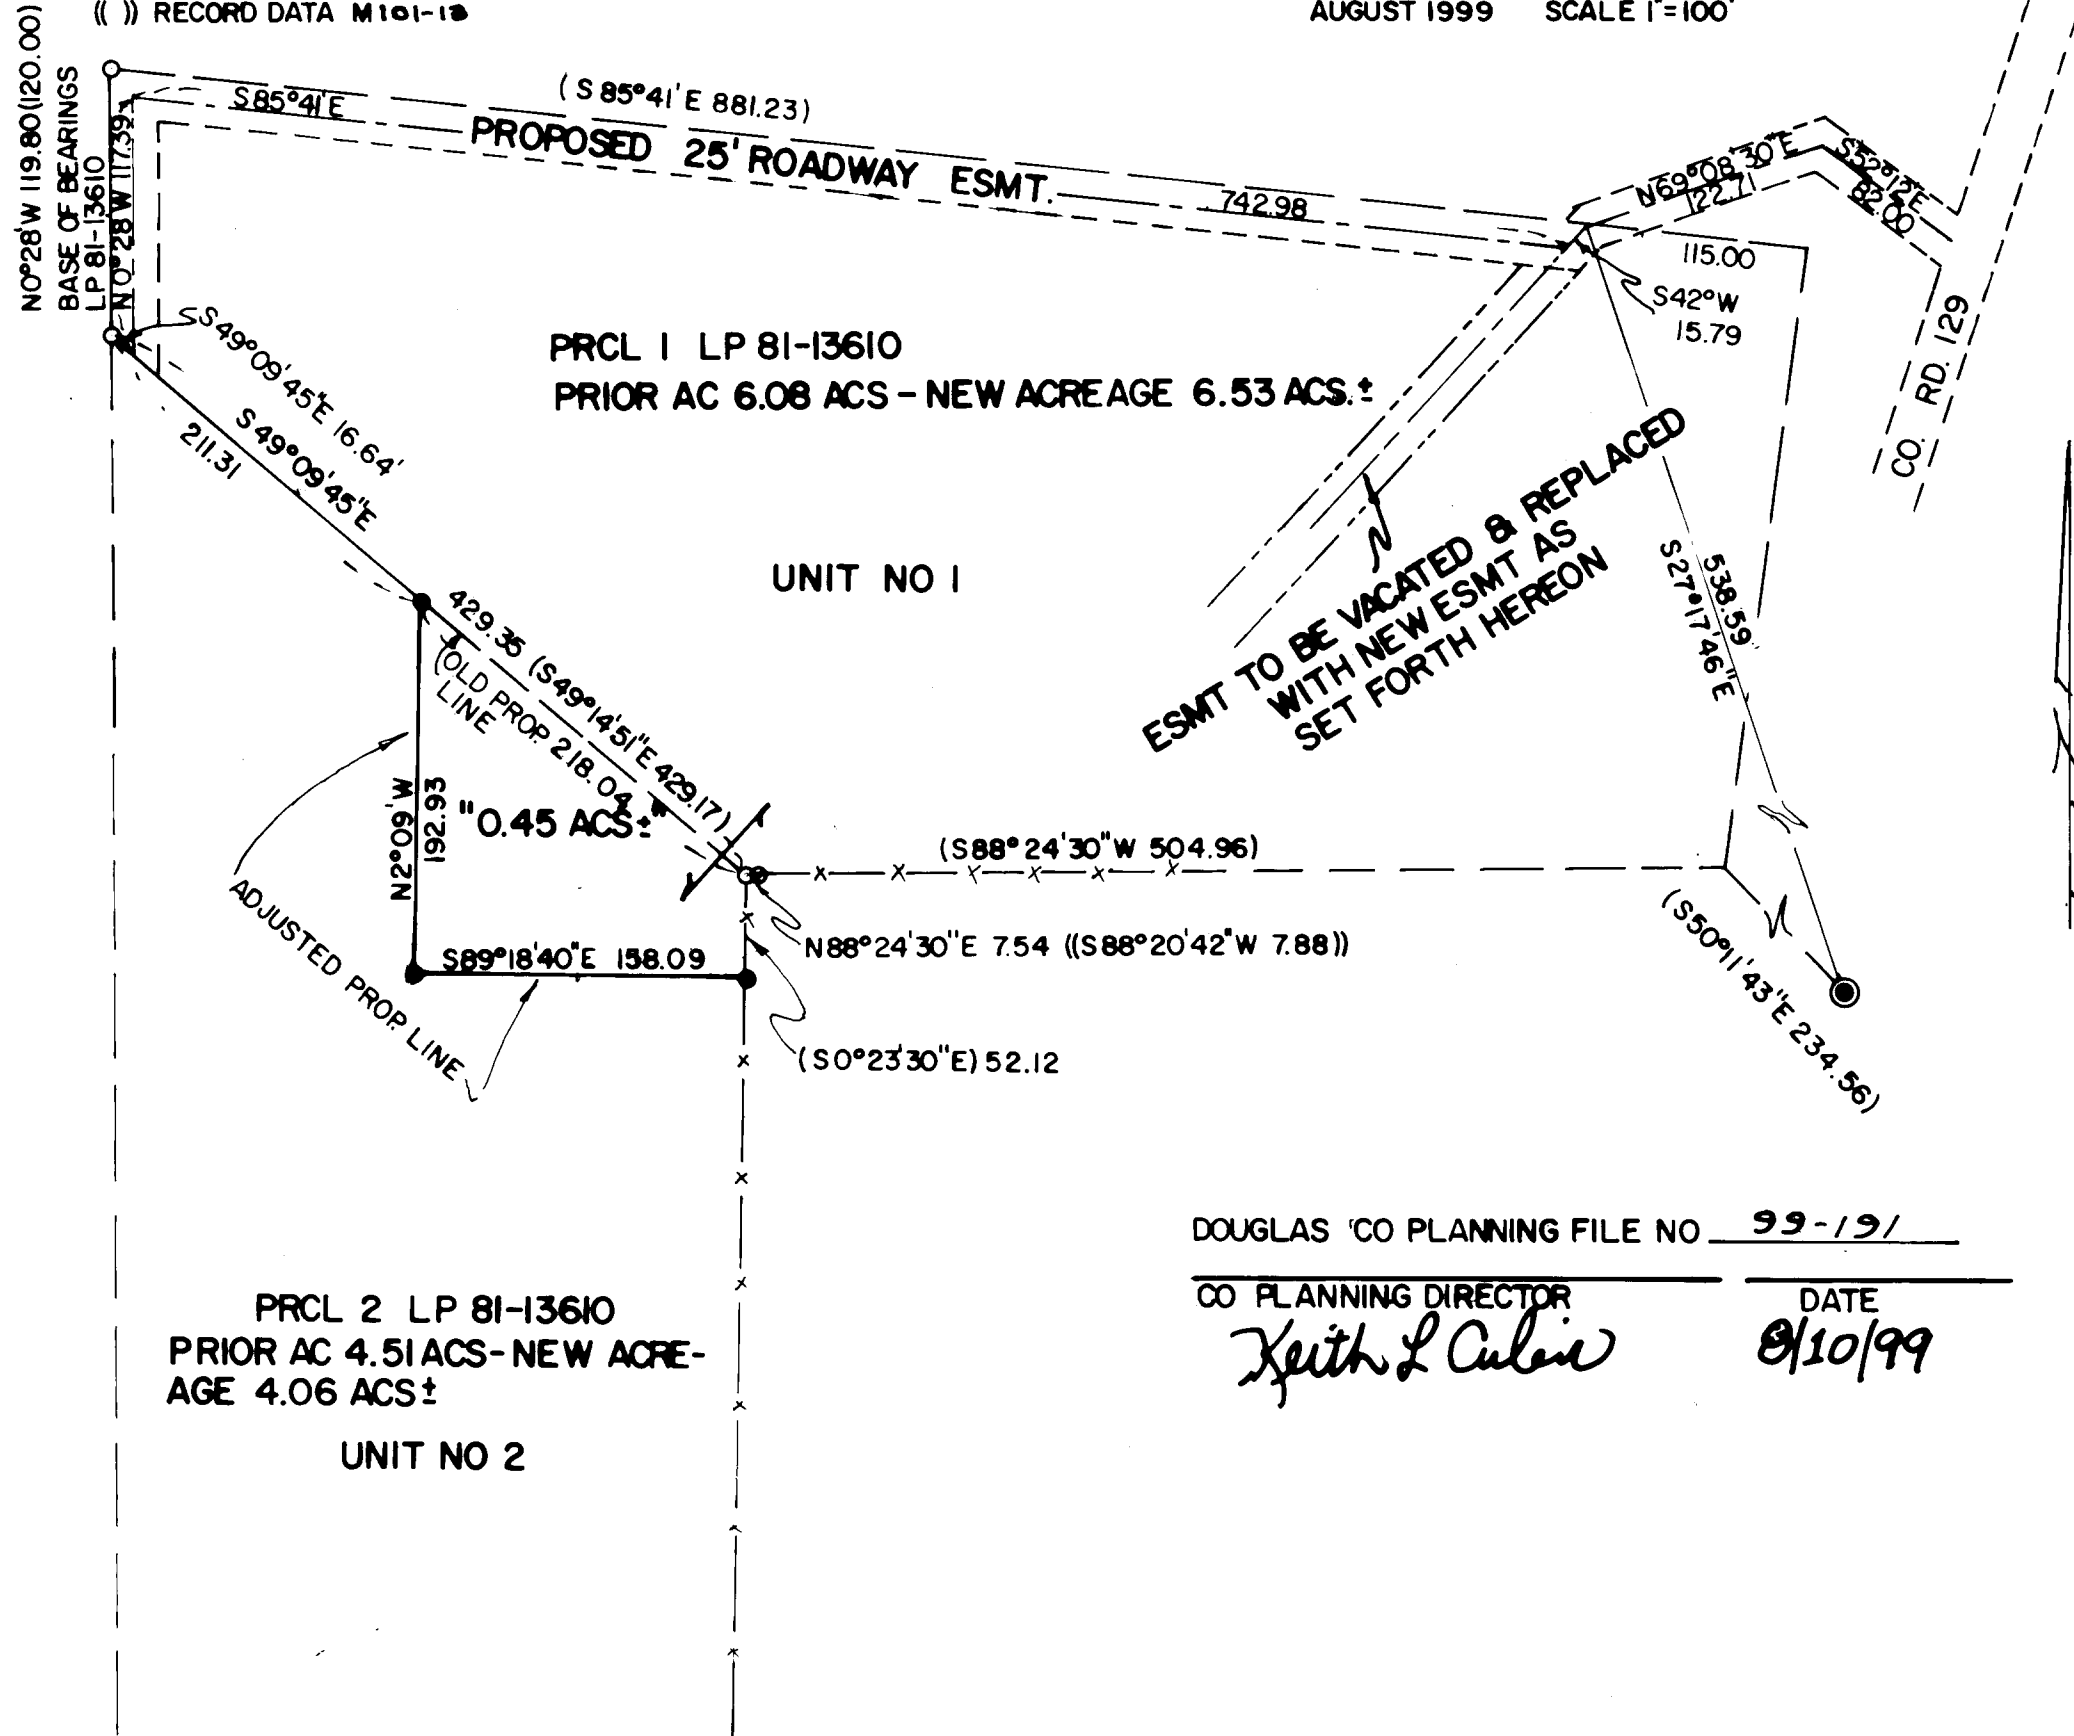 (( )) RECORD DATA M101-18
AUGUST 1999 SCALE 1"=100'
N0°28'W 119.80(120.00)
BASE OF BEARINGS
LP 81-13610
N0°28'W 117.39
S85°41'E
(S85°41'E 881.23)
PROPOSED 25' ROADWAY ESMT.
742.98
N69°08'30"E
122.71
S52°12'E
82.00
115.00
S42°W
15.79
CO. RD. 129
S49°09'45"E 16.64'
S49°09'45"E
211.31
PRCL 1 LP 81-13610
PRIOR AC 6.08 ACS - NEW ACREAGE 6.53 ACS.±
UNIT NO 1
ESMT TO BE VACATED & REPLACED
WITH NEW ESMT AS
SET FORTH HEREON
538.59
S27°17'46"E
429.35 (S49°14'51"E 429.17)
(OLD PROP. 218.04
LINE
N2°09'W
192.93
"0.45 ACS±"
(S88°24'30"W 504.96)
N88°24'30"E 7.54 ((S88°20'42"W 7.88))
S89°18'40"E 158.09
(S0°23'30"E) 52.12
(S50°11'43"E 234.56)
ADJUSTED PROP. LINE
DOUGLAS CO PLANNING FILE NO 99-191
CO PLANNING DIRECTOR DATE
Keith L 8/10/99
PRCL 2 LP 81-13610
PRIOR AC 4.51 ACS - NEW ACRE-
AGE 4.06 ACS±
UNIT NO 2